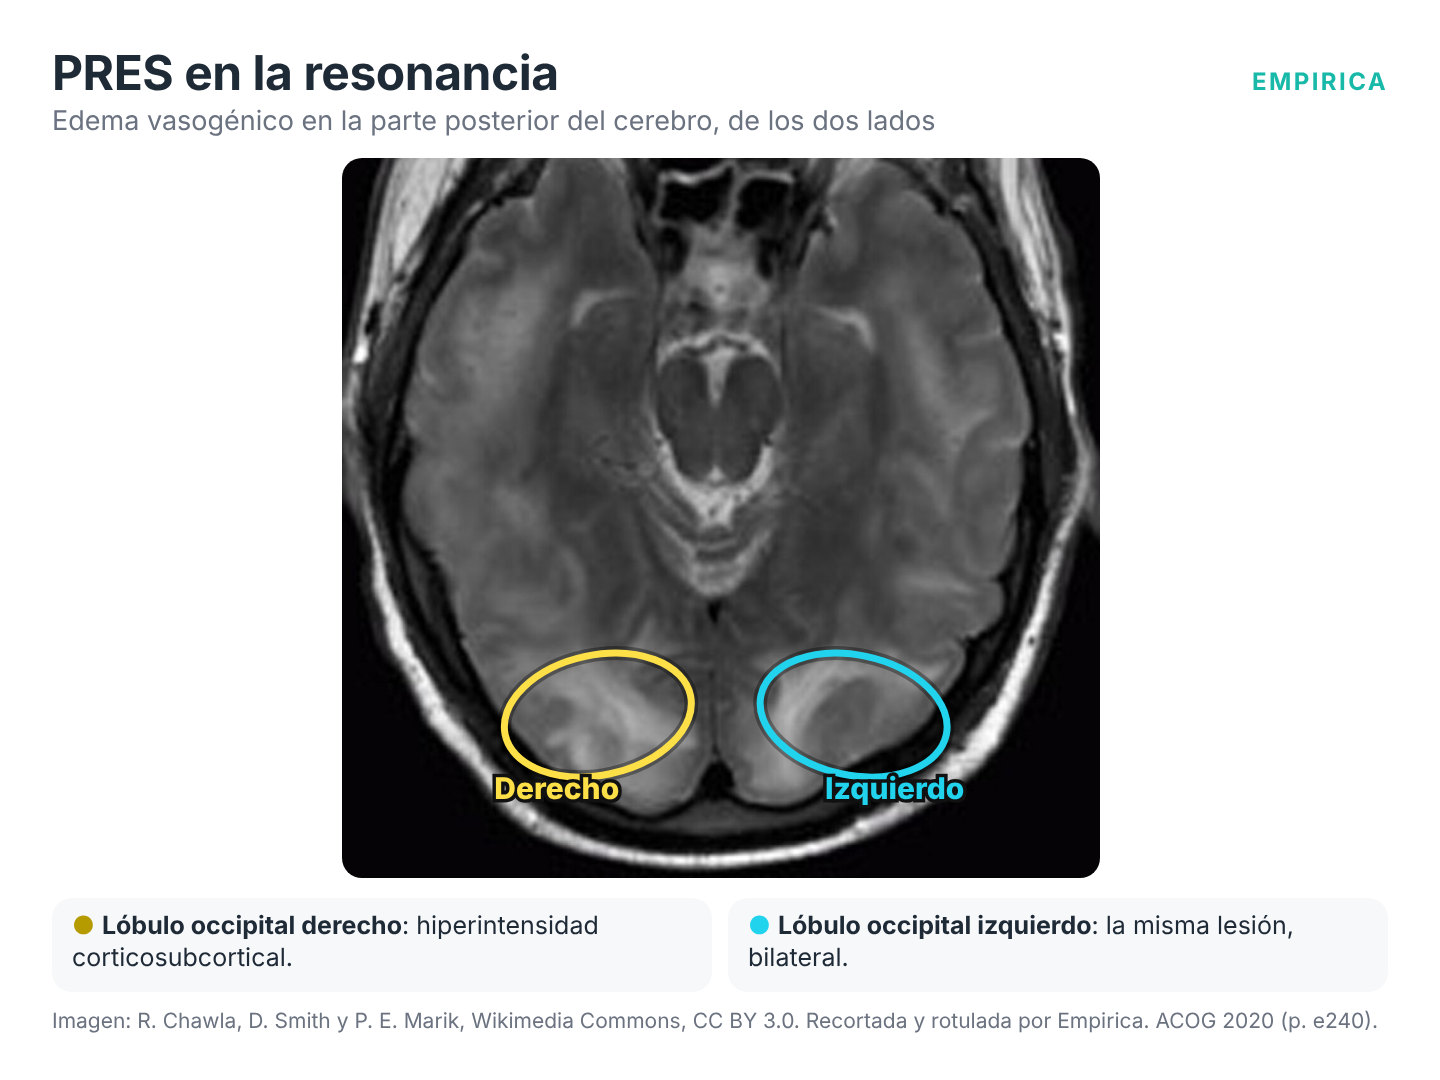 PRES en la resonancia
EMPIRICA
Edema vasogénico en la parte posterior del cerebro, de los dos lados
Derecho
Izquierdo
Lóbulo occipital derecho: hiperintensidad
corticosubcortical.
Lóbulo occipital izquierdo: la misma lesión,
bilateral.
Imagen: R. Chawla, D. Smith y P. E. Marik, Wikimedia Commons, CC BY 3.0. Recortada y rotulada por Empirica. ACOG 2020 (p. e240).